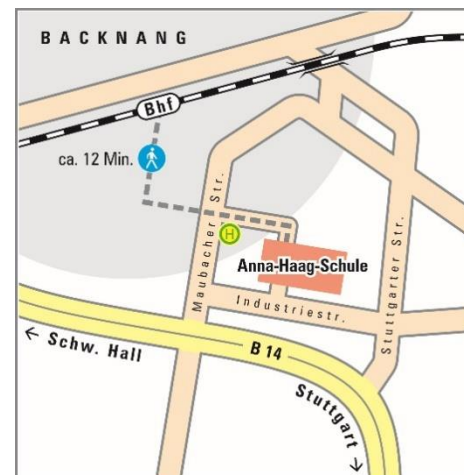 BACKNANG
Bhf
ca. 12 Min.
Maubacher Str.
H
Anna-Haag-Schule
Stuttgarter Str.
Industriestr.
← Schw. Hall
B 14
Stuttgart →